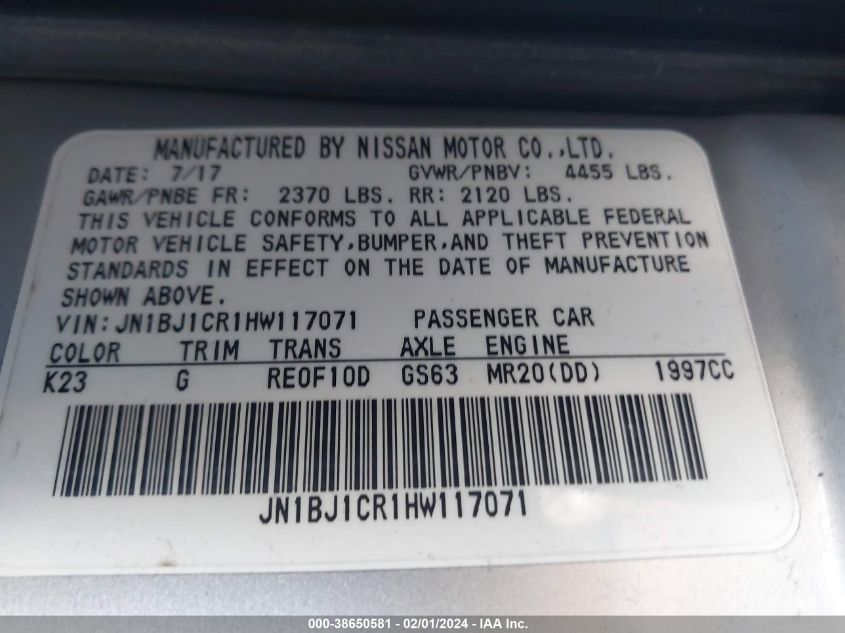 MANUFACTURED BY NISSAN MOTOR CO.,LTD.
DATE: 7/17 GVWR/PNBV: 4455 LBS.
GAWR/PNBE FR: 2370 LBS. RR: 2120 LBS.
THIS VEHICLE CONFORMS TO ALL APPLICABLE FEDERAL
MOTOR VEHICLE SAFETY,BUMPER,AND THEFT PREVENTION
STANDARDS IN EFFECT ON THE DATE OF MANUFACTURE
SHOWN ABOVE.
VIN:JN1BJ1CR1HW117071 PASSENGER CAR
COLOR TRIM TRANS AXLE ENGINE
K23 G RE0F10D GS63 MR20(DD) 1997CC
JN1BJ1CR1HW117071
000-38650581 - 02/01/2024 - IAA Inc.